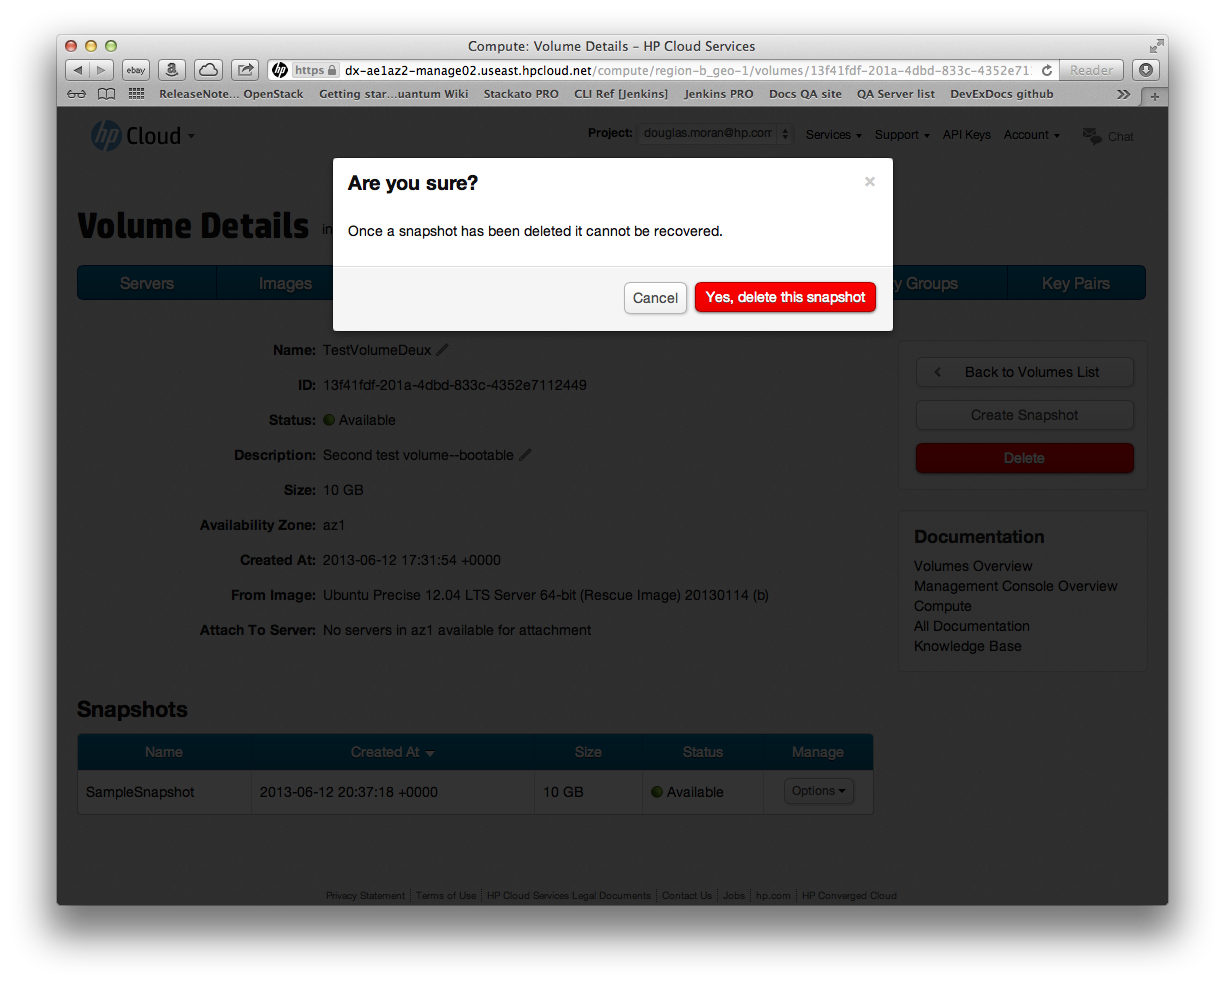 Compute: Volume Details – HP Cloud Services
ebay a hp https dx-ae1az2-manage02.useast.hpcloud.net/compute/region-b_geo-1/volumes/13f41fdf-201a-4dbd-833c-4352e71 Reader
ReleaseNote... OpenStack Getting star...uantum Wiki Stackato PRO CLI Ref [Jenkins] Jenkins PRO Docs QA site QA Server list DevExDocs github
hp Cloud Project: douglas.moran@hp.com Services Support API Keys Account Chat
Are you sure?
Volume Details in
Once a snapshot has been deleted it cannot be recovered.
Servers Images y Groups Key Pairs
Cancel Yes, delete this snapshot
Name: TestVolumeDeux
ID: 13f41fdf-201a-4dbd-833c-4352e7112449
Status: Available
Description: Second test volume--bootable
Size: 10 GB
Availability Zone: az1
Created At: 2013-06-12 17:31:54 +0000
From Image: Ubuntu Precise 12.04 LTS Server 64-bit (Rescue Image) 20130114 (b)
Attach To Server: No servers in az1 available for attachment
Back to Volumes List
Create Snapshot
Delete
Documentation
Volumes Overview
Management Console Overview
Compute
All Documentation
Knowledge Base
Snapshots
Name Created At Size Status Manage
SampleSnapshot 2013-06-12 20:37:18 +0000 10 GB Available Options
Privacy Statement Terms of Use HP Cloud Services Legal Documents Contact Us Jobs hp.com HP Converged Cloud